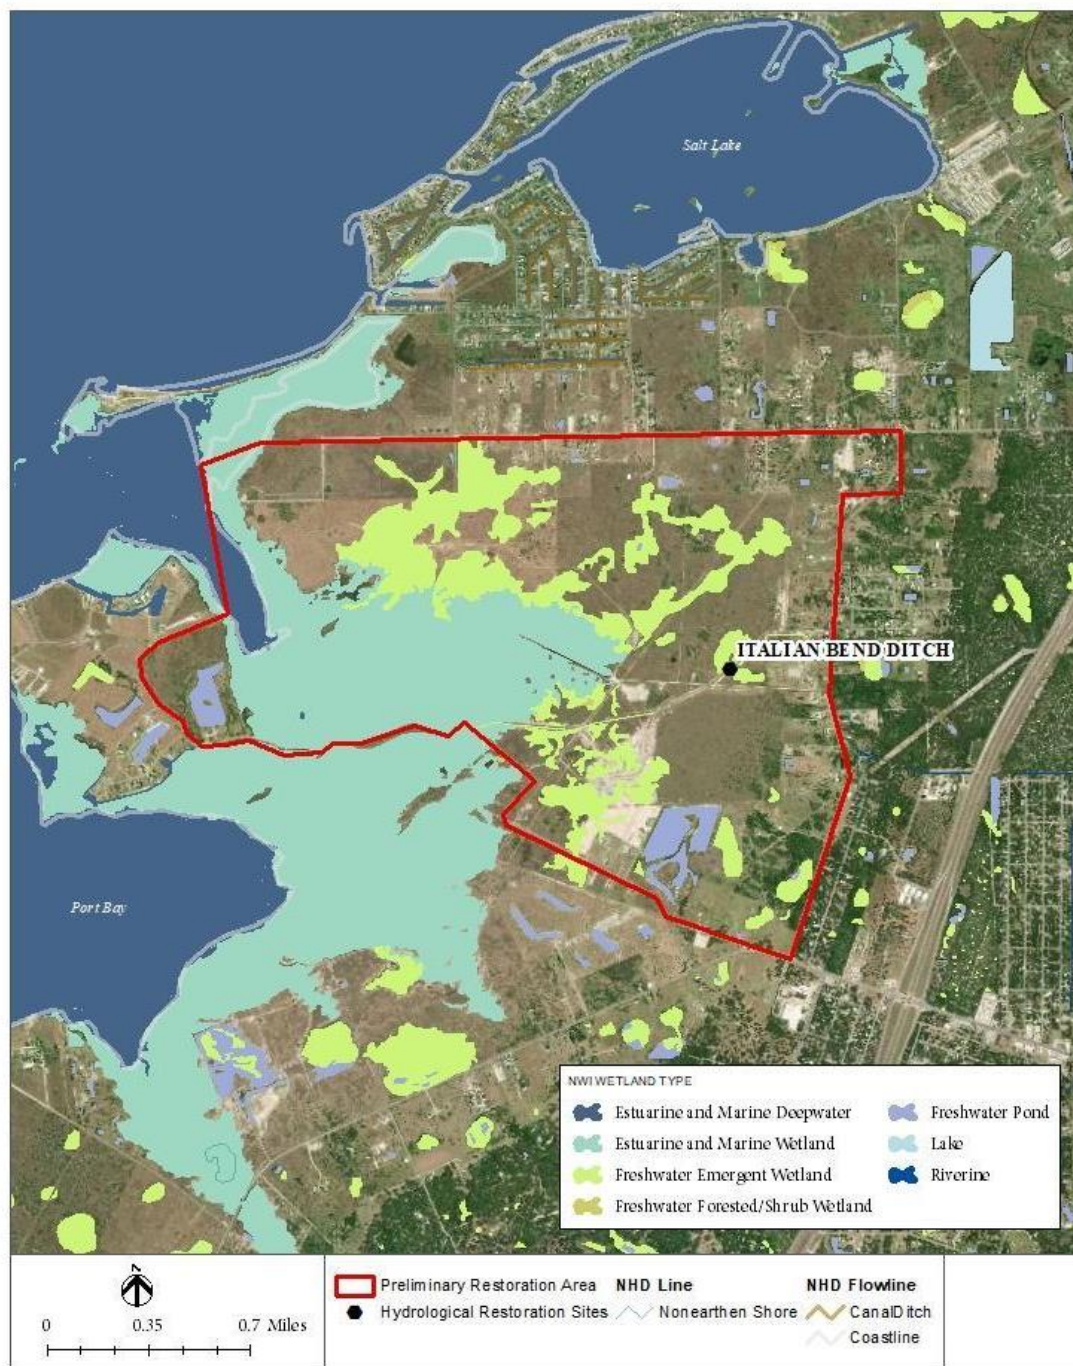 Salt Lake
ITALIAN BEND DITCH
Port Bay
NWI WETLAND TYPE
Estuarine and Marine Deepwater
Freshwater Pond
Estuarine and Marine Wetland
Lake
Freshwater Emergent Wetland
Riverine
Freshwater Forested/Shrub Wetland
N
0 0.35 0.7 Miles
Preliminary Restoration Area
NHD Line
NHD Flowline
Hydrological Restoration Sites
Nonearthen Shore
CanalDitch
Coastline